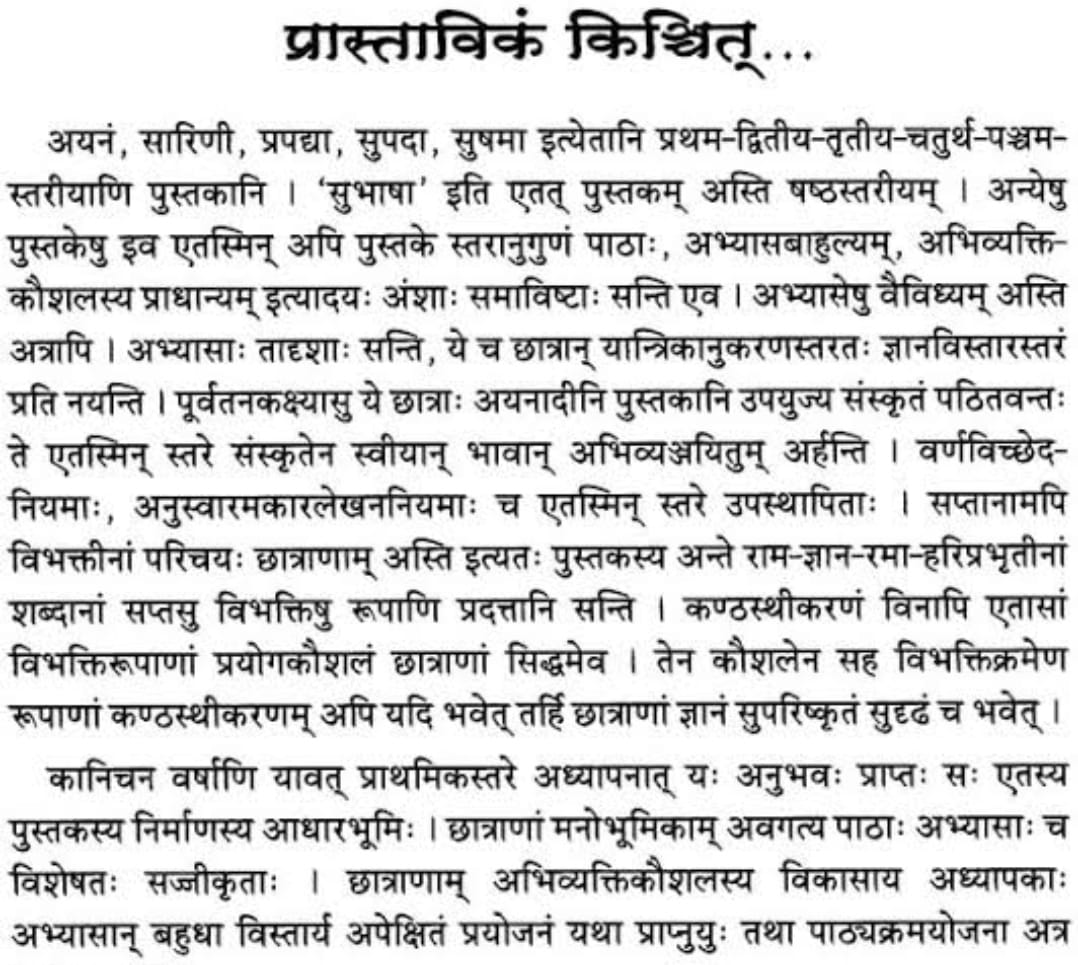 प्रास्ताविकं किञ्चित्...
अयनं, सारिणी, प्रपद्या, सुपदा, सुषमा इत्येतानि प्रथम-द्वितीय-तृतीय-चतुर्थ-पञ्चम-
स्तरीयाणि पुस्तकानि । ‘सुभाषा’ इति एतत् पुस्तकम् अस्ति षष्ठस्तरीयम् । अन्येषु
पुस्तकेषु इव एतस्मिन् अपि पुस्तके स्तरानुगुणं पाठाः, अभ्यासबाहुल्यम्, अभिव्यक्ति-
कौशलस्य प्राधान्यम् इत्यादयः अंशाः समाविष्टाः सन्ति एव । अभ्यासेषु वैविध्यम् अस्ति
अत्रापि । अभ्यासाः तादृशाः सन्ति, ये च छात्रान् यान्त्रिकानुकरणस्तरतः ज्ञानविस्तारस्तरं
प्रति नयन्ति । पूर्वतनकक्ष्यासु ये छात्राः अयनादीनि पुस्तकानि उपयुज्य संस्कृतं पठितवन्तः
ते एतस्मिन् स्तरे संस्कृतेन स्वीयान् भावान् अभिव्यञ्जयितुम् अर्हन्ति । वर्णविच्छेद-
नियमाः, अनुस्वारमकारलेखननियमाः च एतस्मिन् स्तरे उपस्थापिताः । सप्तानामपि
विभक्तीनां परिचयः छात्राणाम् अस्ति इत्यतः पुस्तकस्य अन्ते राम-ज्ञान-रमा-हरिप्रभृतीनां
शब्दानां सप्तसु विभक्तिषु रूपाणि प्रदत्तानि सन्ति । कण्ठस्थीकरणं विनापि एतासां
विभक्तिरूपाणां प्रयोगकौशलं छात्राणां सिद्धमेव । तेन कौशलेन सह विभक्तिक्रमेण
रूपाणां कण्ठस्थीकरणम् अपि यदि भवेत् तर्हि छात्राणां ज्ञानं सुपरिष्कृतं सुदृढं च भवेत् ।
कानिचन वर्षाणि यावत् प्राथमिकस्तरे अध्यापनात् यः अनुभवः प्राप्तः सः एतस्य
पुस्तकस्य निर्माणस्य आधारभूमिः । छात्राणां मनोभूमिकाम् अवगत्य पाठाः अभ्यासाः च
विशेषतः सज्जीकृताः । छात्राणाम् अभिव्यक्तिकौशलस्य विकासाय अध्यापकाः
अभ्यासान् बहुधा विस्तार्य अपेक्षितं प्रयोजनं यथा प्राप्नुयुः तथा पाठ्यक्रमयोजना अत्र